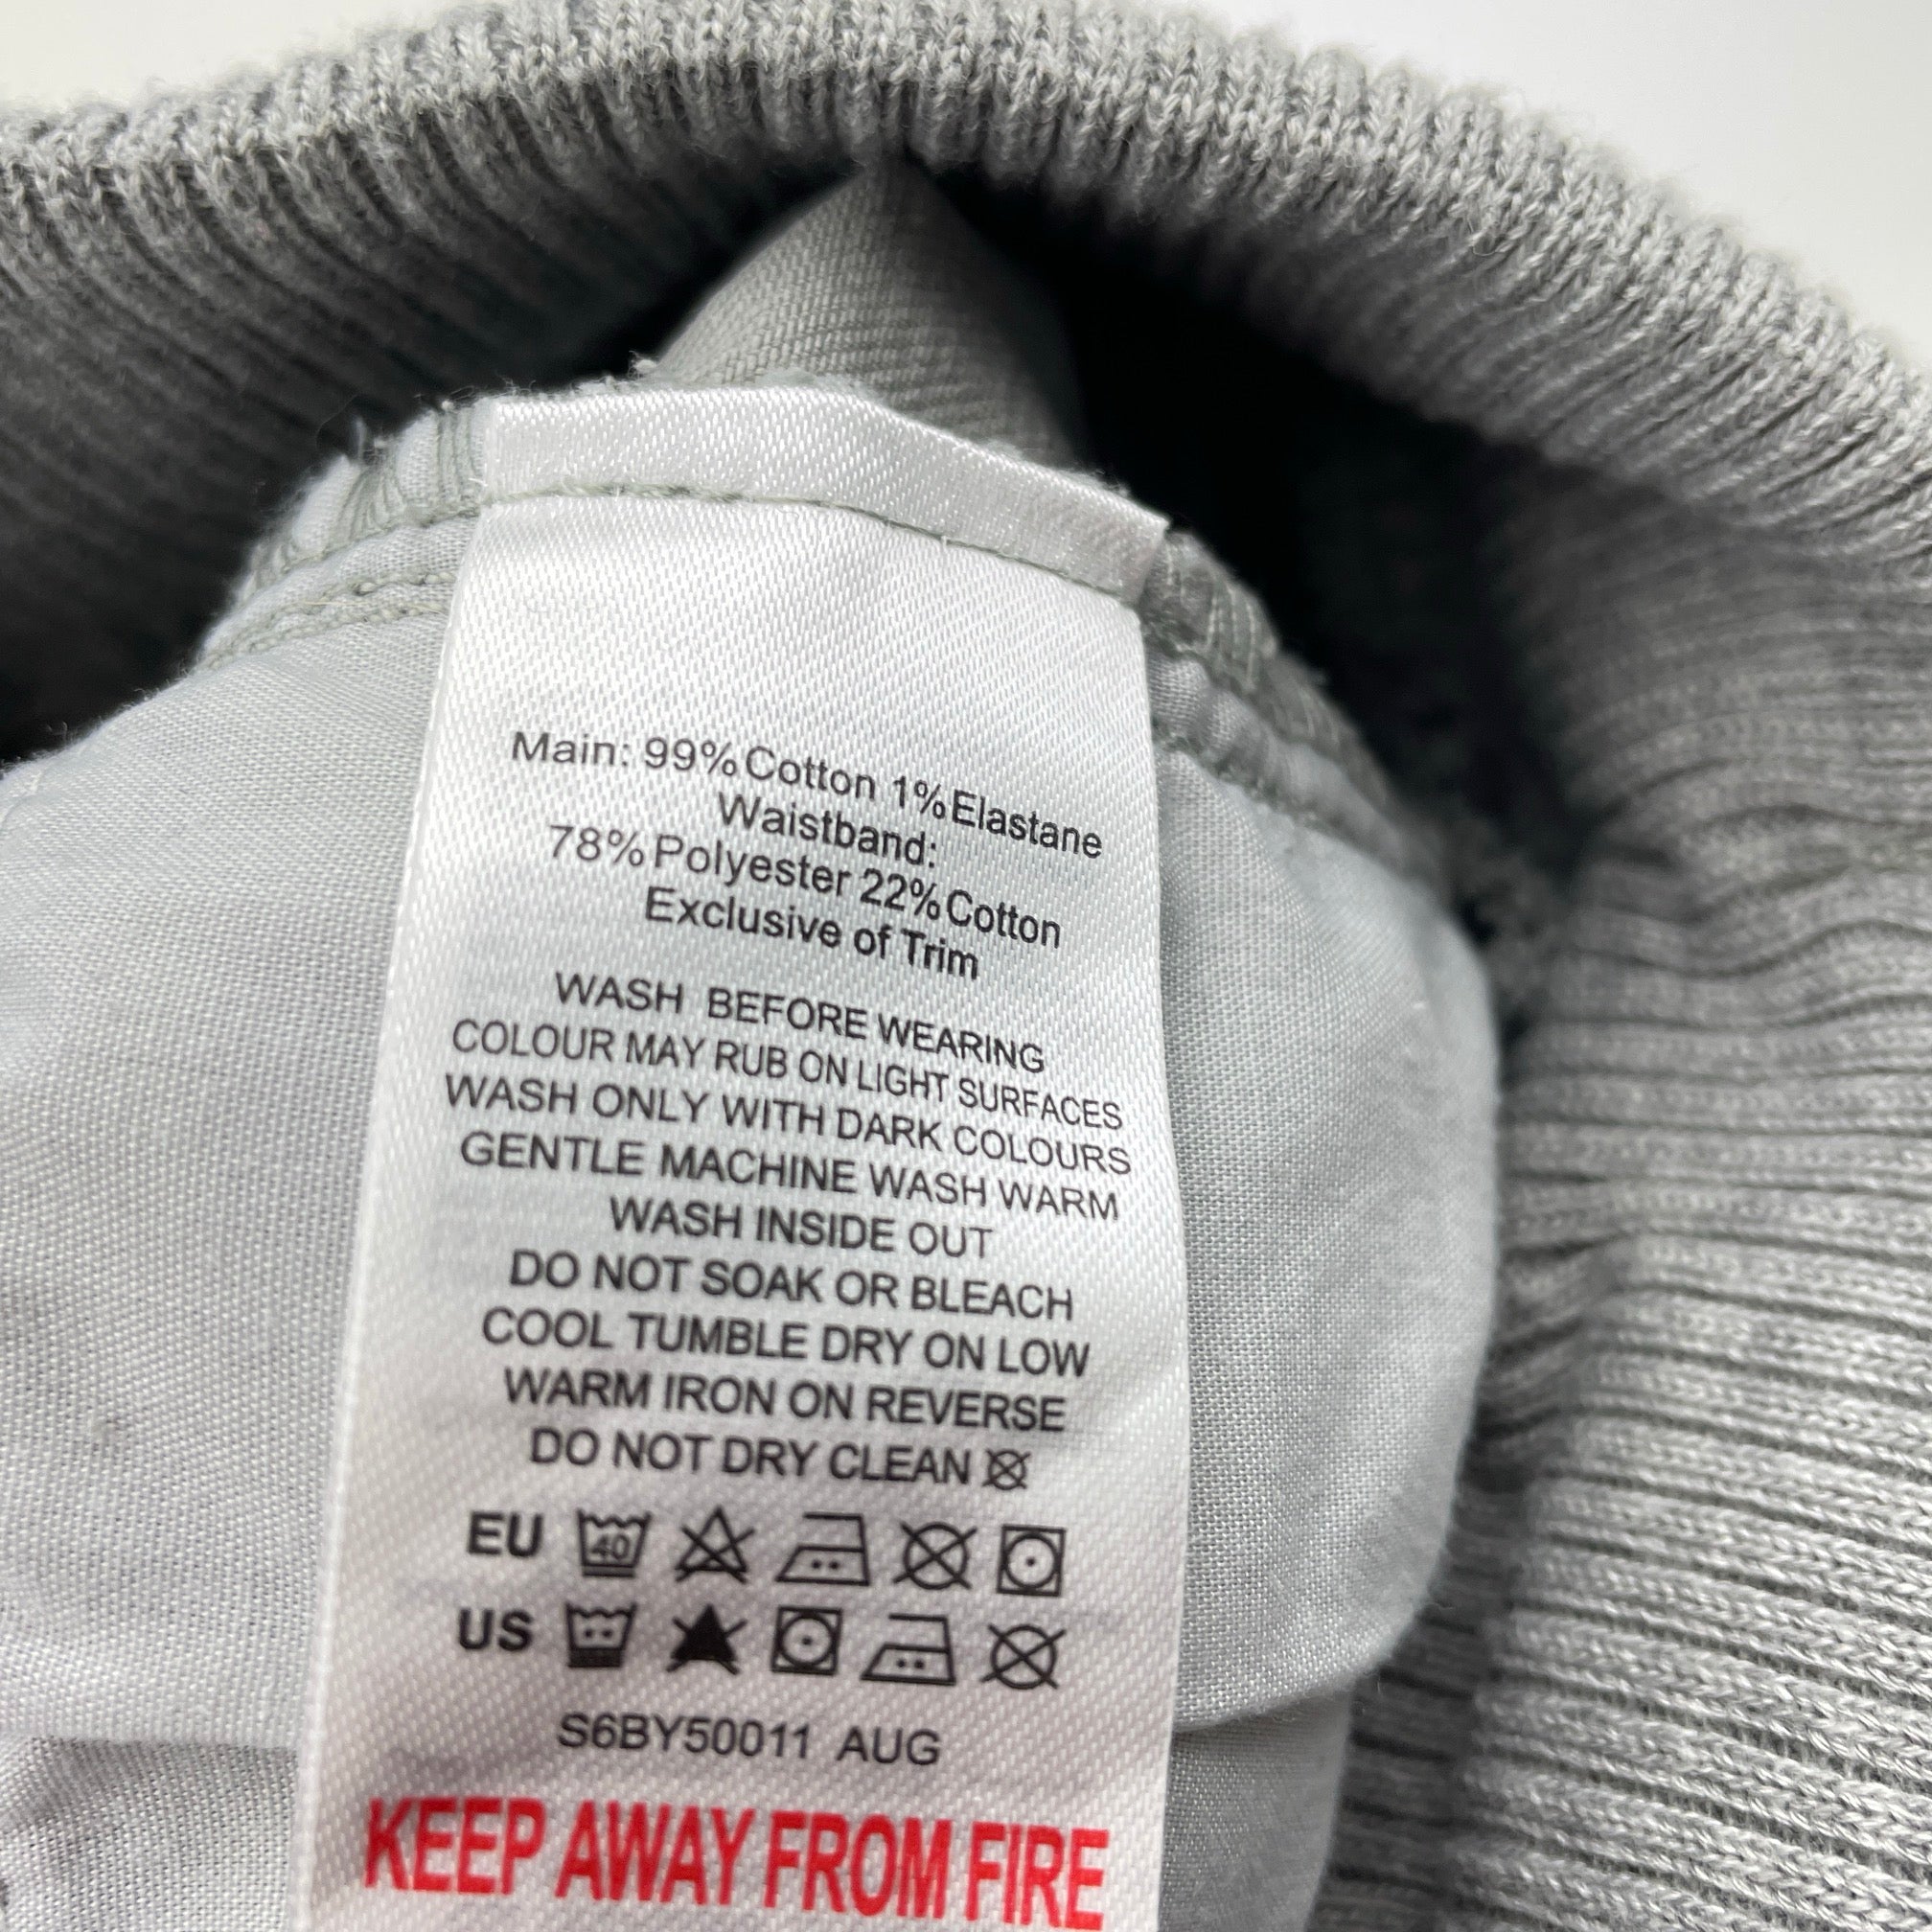 Main: 99% Cotton 1% Elastane
Waistband:
78% Polyester 22% Cotton
Exclusive of Trim
WASH BEFORE WEARING
COLOUR MAY RUB ON LIGHT SURFACES
WASH ONLY WITH DARK COLOURS
GENTLE MACHINE WASH WARM
WASH INSIDE OUT
DO NOT SOAK OR BLEACH
COOL TUMBLE DRY ON LOW
WARM IRON ON REVERSE
DO NOT DRY CLEAN
EU 40
US
S6BY50011 AUG
KEEP AWAY FROM FIRE